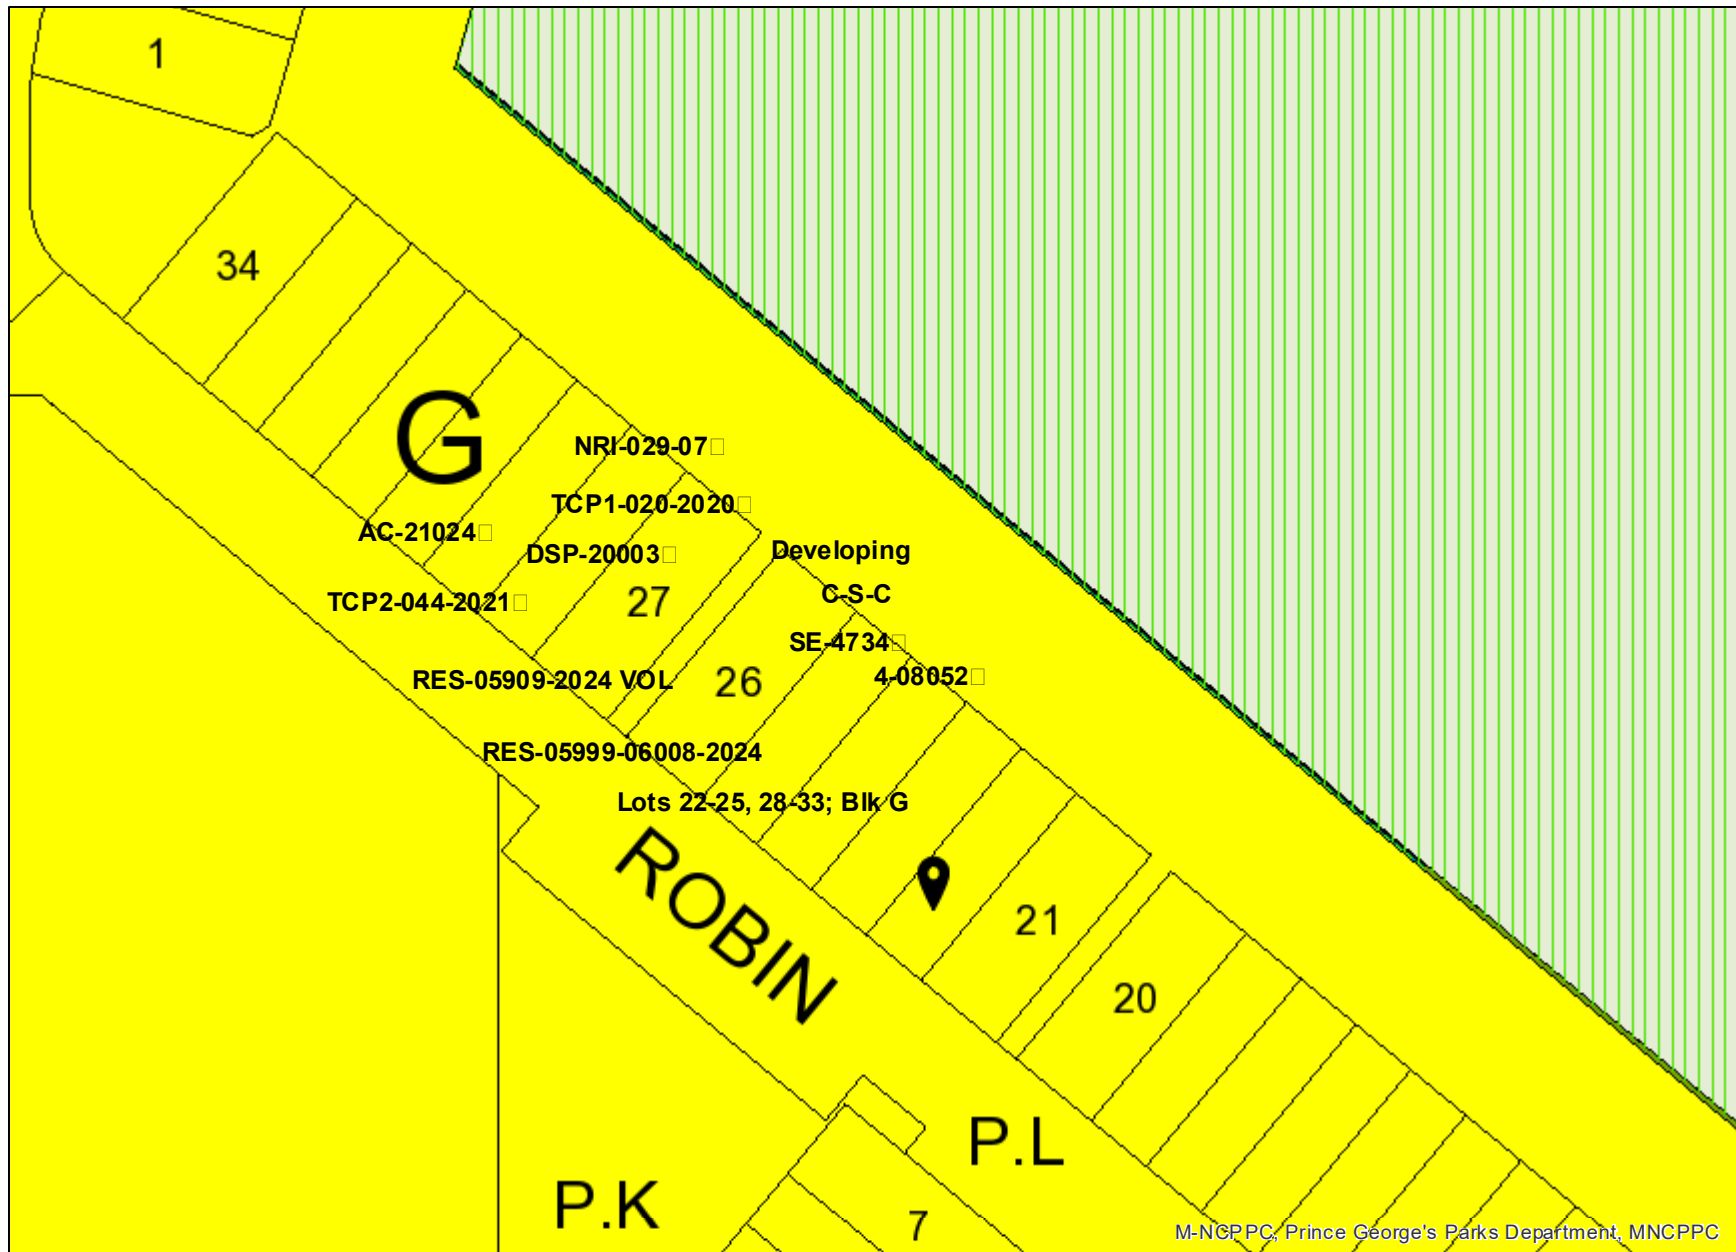 1
34
G
NRI-029-07
TCP1-020-2020
AC-21024
DSP-20003
Developing
C-S-C
TCP2-044-2021
27
SE-4734
4-08052
RES-05909-2024 VOL
26
RES-05999-06008-2024
Lots 22-25, 28-33; Blk G
ROBIN
21
20
P.L
P.K
7
M-NCPPC, Prince George's Parks Department, MNCPPC